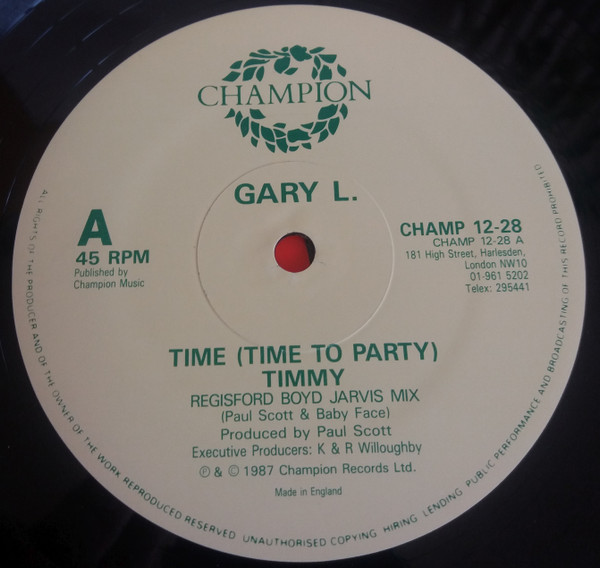 CHAMPION
GARY L.
A
45 RPM
Published by
Champion Music
CHAMP 12-28
CHAMP 12-28 A
181 High Street, Harlesden,
London NW10
01-961 5202
Telex: 295441
TIME (TIME TO PARTY)
TIMMY
REGISFORD BOYD JARVIS MIX
(Paul Scott & Baby Face)
Produced by Paul Scott
Executive Producers: K & R Willoughby
℗ & © 1987 Champion Records Ltd.
Made in England
ALL RIGHTS OF THE PRODUCER AND OF THE OWNER OF THE WORK REPRODUCED RESERVED UNAUTHORISED COPYING HIRING LENDING PUBLIC PERFORMANCE AND BROADCASTING OF THIS RECORD PROHIBITED